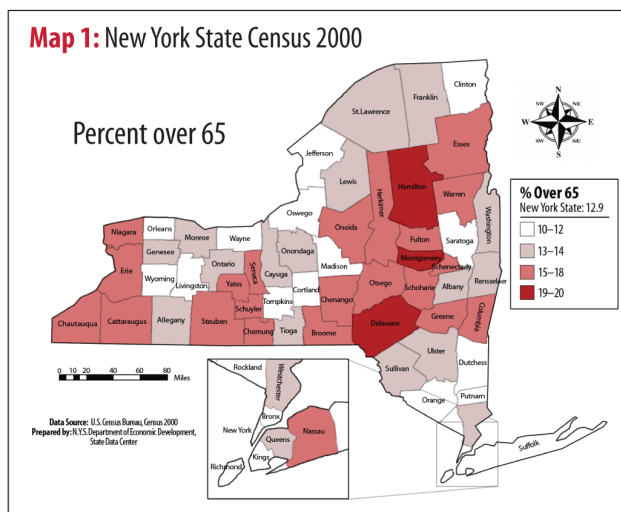 Map 1: New York State Census 2000
Percent over 65
Clinton
Franklin
St.Lawrence
N
NW NE
W E
SW SE
S
Essex
Jefferson
Lewis
Herkimer
Hamilton
Warren
Washington
Oswego
Oneida
Fulton
Saratoga
% Over 65
New York State: 12.9
10–12
13–14
15–18
19–20
Niagara
Orleans
Monroe
Wayne
Genesee
Ontario
Seneca
Cayuga
Onondaga
Madison
Montgomery
Schenectady
Rensselaer
Erie
Wyoming
Livingston
Yates
Cortland
Chenango
Otsego
Schoharie
Albany
Tompkins
Schuyler
Chautauqua
Cattaraugus
Allegany
Steuben
Chemung
Tioga
Broome
Delaware
Greene
Columbia
Ulster
Sullivan
Dutchess
Orange
Putnam
Suffolk
0 10 20 40 60 80
Miles
Rockland
Westchester
Bronx
New York
Queens
Nassau
Kings
Richmond
Data Source: U.S. Census Bureau, Census 2000
Prepared by: N.Y.S. Department of Economic Development,
State Data Center